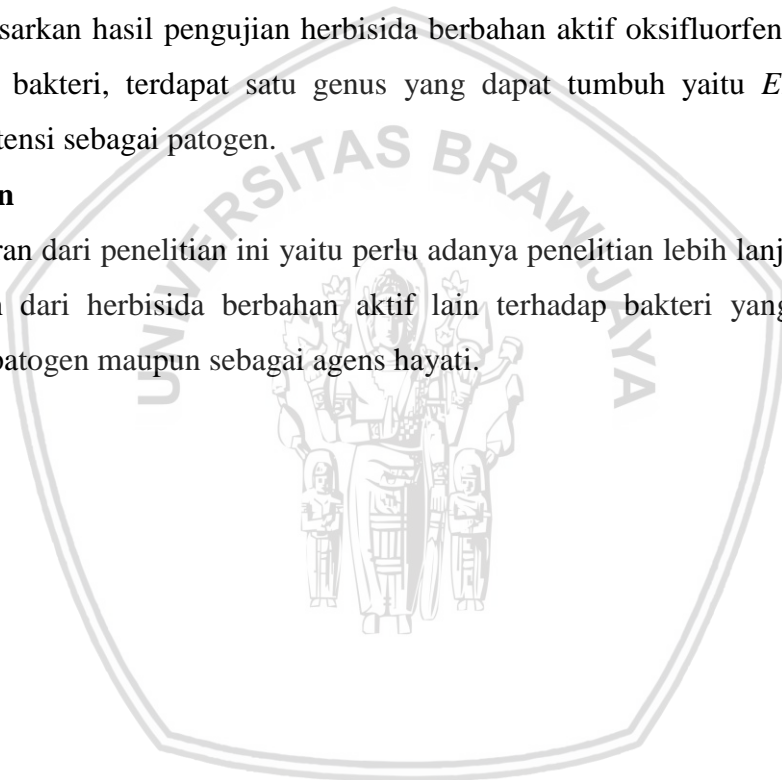 sarkan hasil pengujian herbisida berbahan aktif oksifluorfen
bakteri, terdapat satu genus yang dapat tumbuh yaitu E
tensi sebagai patogen.
n
ran dari penelitian ini yaitu perlu adanya penelitian lebih lanj
n dari herbisida berbahan aktif lain terhadap bakteri yang
patogen maupun sebagai agens hayati.
UNIVERSITAS BRAWIJAYA